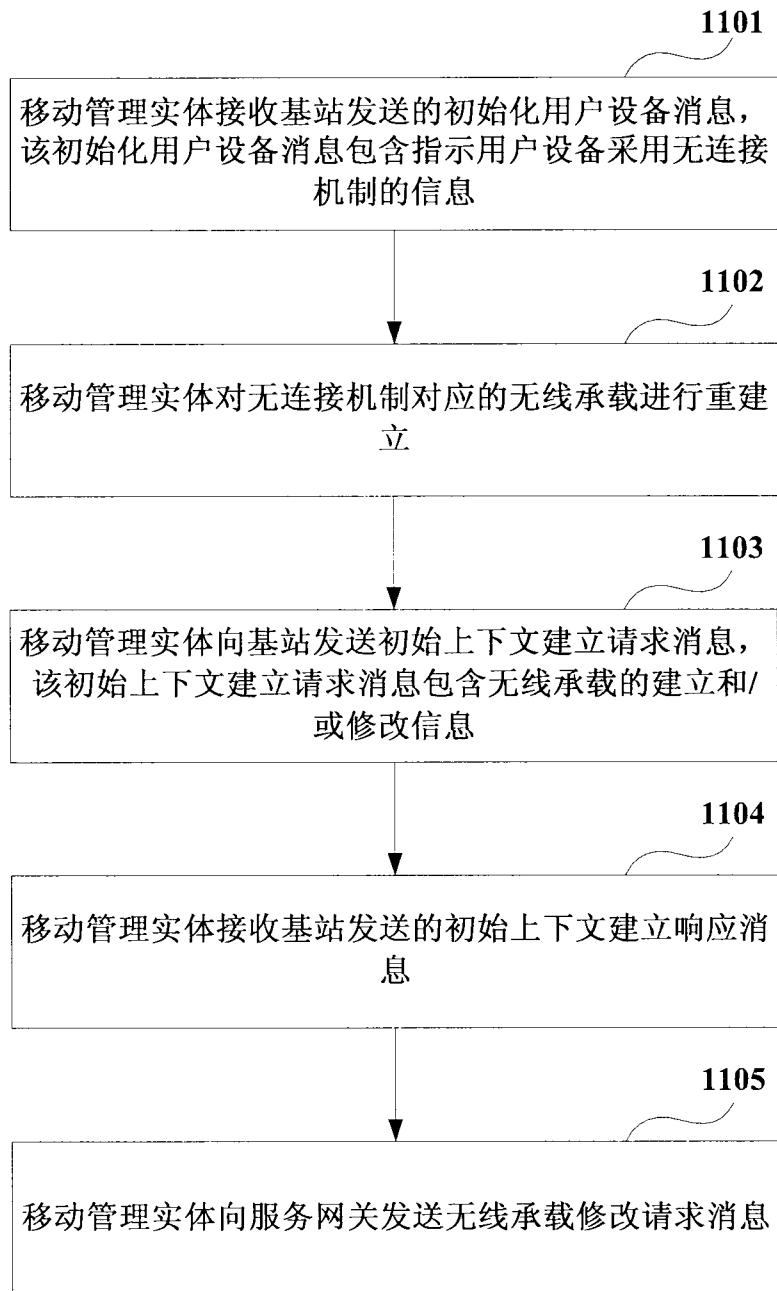 1101
移动管理实体接收基站发送的初始化用户设备消息，
该初始化用户设备消息包含指示用户设备采用无连接
机制的信息
1102
移动管理实体对无连接机制对应的无线承载进行重建
立
1103
移动管理实体向基站发送初始上下文建立请求消息，
该初始上下文建立请求消息包含无线承载的建立和/
或修改信息
1104
移动管理实体接收基站发送的初始上下文建立响应消
息
1105
移动管理实体向服务网关发送无线承载修改请求消息